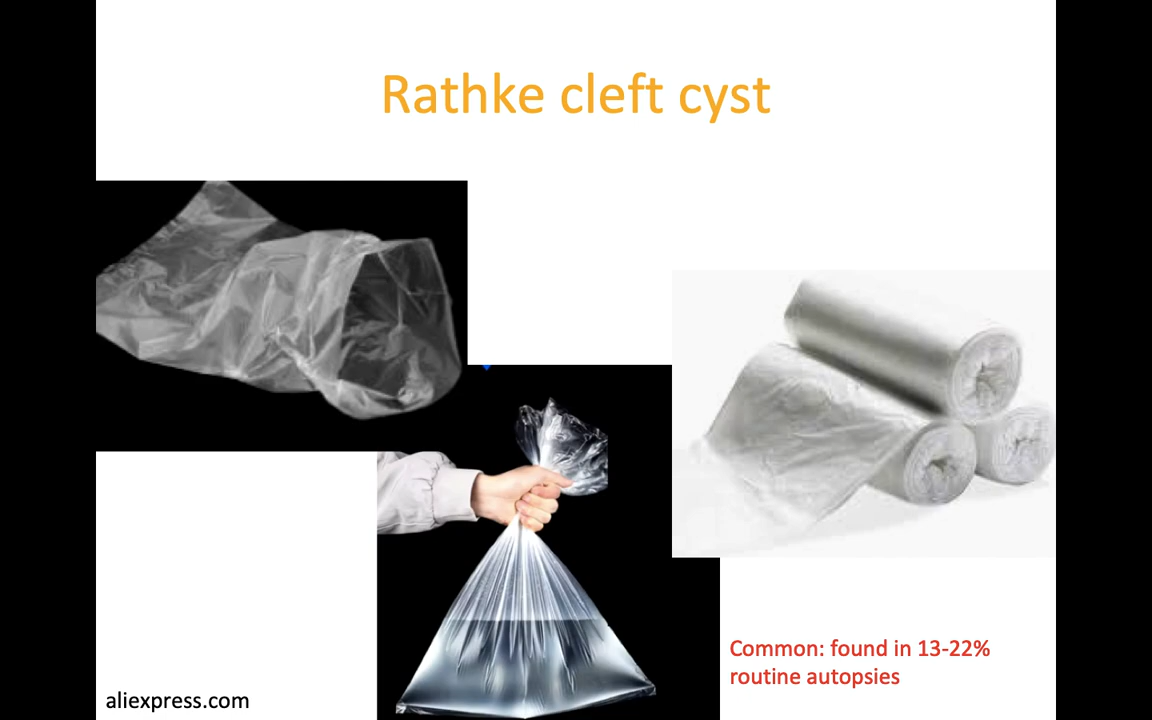 Rathke cleft cyst
Common: found in 13-22%
routine autopsies
aliexpress.com